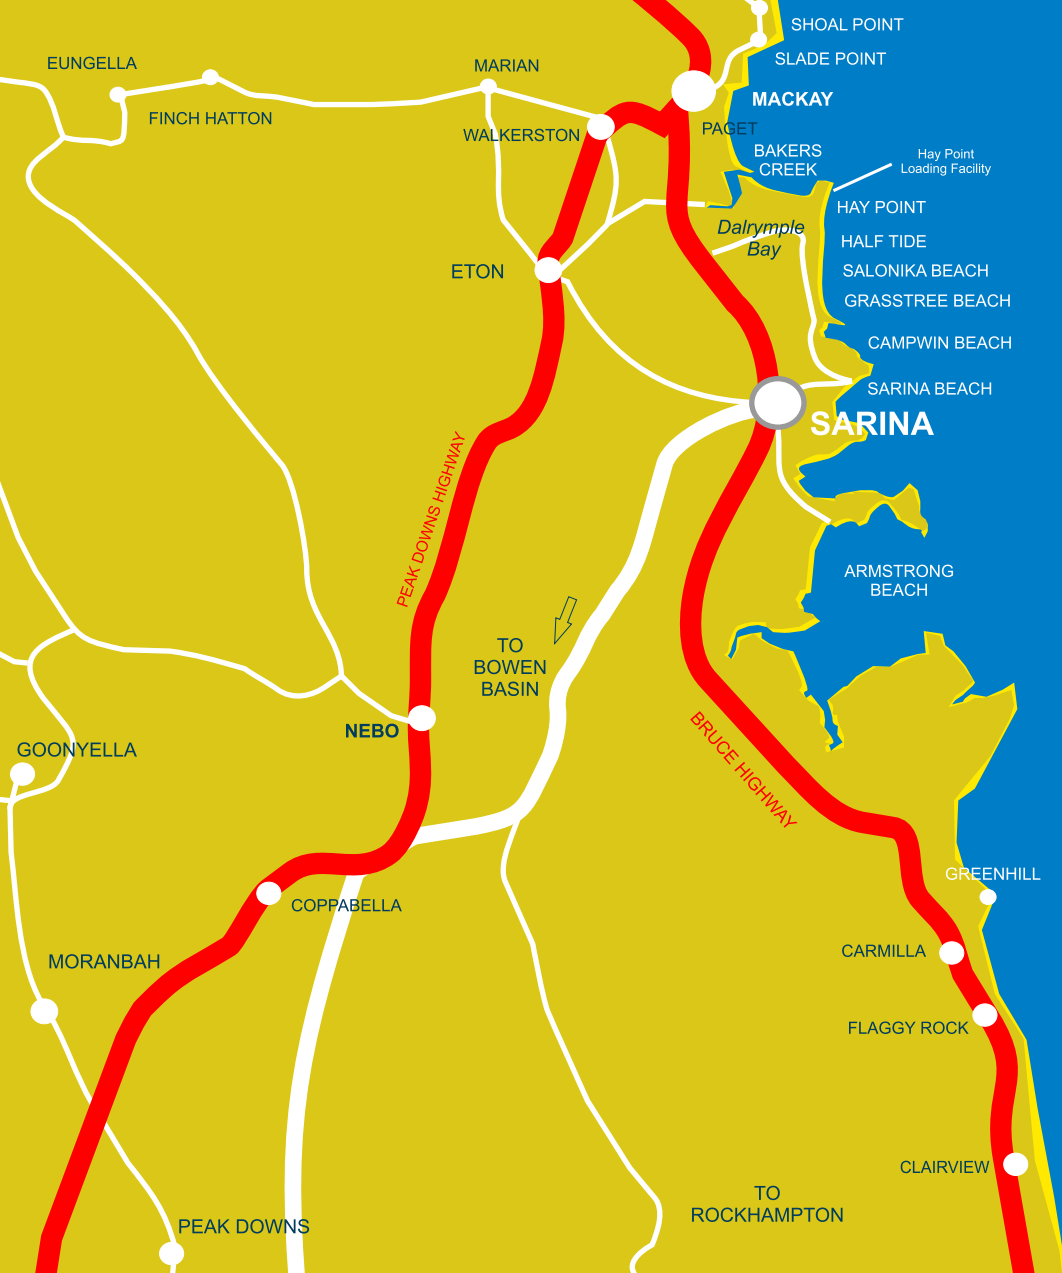 SHOAL POINT
SLADE POINT
EUNGELLA
MARIAN
MACKAY
FINCH HATTON
WALKERSTON
PAGET
BAKERS
CREEK
Hay Point
Loading Facility
HAY POINT
Dalrymple
Bay
HALF TIDE
ETON
SALONIKA BEACH
GRASSTREE BEACH
CAMPWIN BEACH
SARINA BEACH
SARINA
PEAK DOWNS HIGHWAY
ARMSTRONG
BEACH
TO
BOWEN
BASIN
NEBO
BRUCE HIGHWAY
GOONYELLA
GREENHILL
COPPABELLA
CARMILLA
MORANBAH
FLAGGY ROCK
CLAIRVIEW
TO
ROCKHAMPTON
PEAK DOWNS